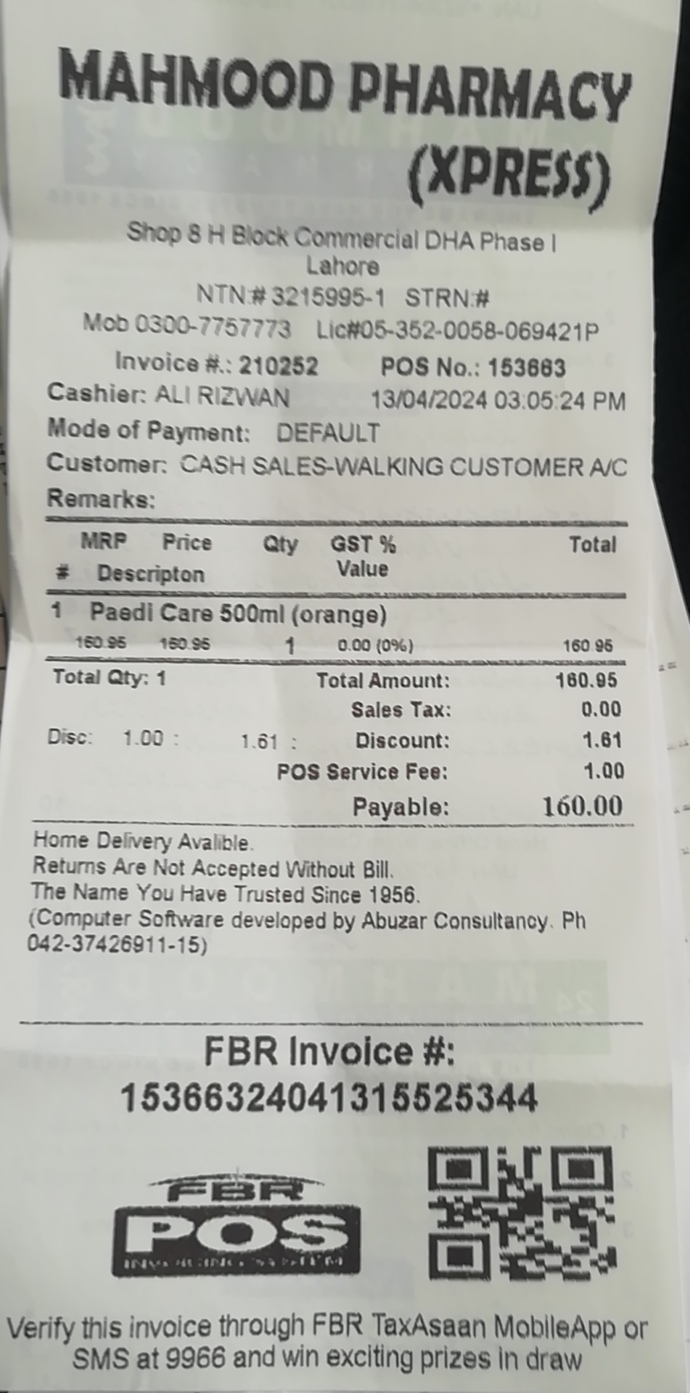 MAHMOOD PHARMACY
(XPRESS)
Shop 8 H Block Commercial DHA Phase I
Lahore
NTN:# 3215995-1 STRN:#
Mob 0300-7757773 Lic#05-352-0058-069421P
Invoice #.: 210252 POS No.: 153663
Cashier: ALI RIZWAN 13/04/2024 03:05:24 PM
Mode of Payment: DEFAULT
Customer: CASH SALES-WALKING CUSTOMER A/C
Remarks:
MRP Price Qty GST % Total
# Descripton Value
1 Paedi Care 500ml (orange)
160.95 160.95 1 0.00 (0%) 160.95
Total Qty: 1 Total Amount: 160.95
Sales Tax: 0.00
Disc: 1.00 : 1.61 : Discount: 1.61
POS Service Fee: 1.00
Payable: 160.00
Home Delivery Avalible.
Returns Are Not Accepted Without Bill.
The Name You Have Trusted Since 1956.
(Computer Software developed by Abuzar Consultancy. Ph
042-37426911-15)
FBR Invoice #:
15366324041315525344
FBR
POS
INVOICING SYSTEM
Verify this invoice through FBR TaxAsaan MobileApp or
SMS at 9966 and win exciting prizes in draw